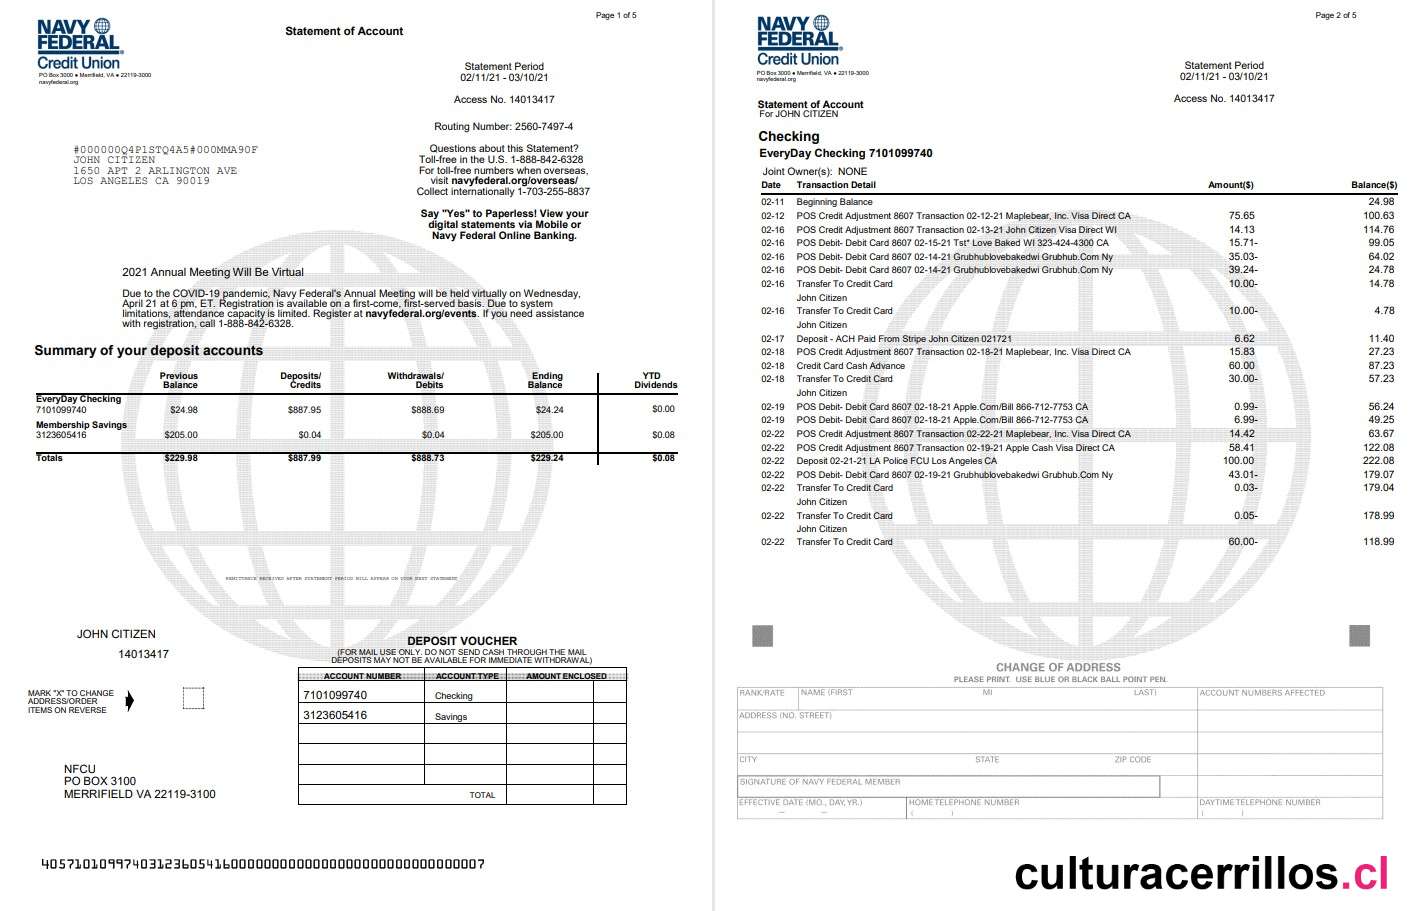 Page 1 of 5
NAVY
FEDERAL
Credit Union
PO Box 3000 ● Merrifield, VA ● 22119-3000
navyfederal.org
Statement of Account
Statement Period
02/11/21 - 03/10/21
Access No. 14013417
Routing Number: 2560-7497-4
#000000Q4P1STQ4A5#000MMA90F
JOHN CITIZEN
1650 APT 2 ARLINGTON AVE
LOS ANGELES CA 90019
Questions about this Statement?
Toll-free in the U.S. 1-888-842-6328
For toll-free numbers when overseas,
visit navyfederal.org/overseas/
Collect internationally 1-703-255-8837
Say "Yes" to Paperless! View your
digital statements via Mobile or
Navy Federal Online Banking.
2021 Annual Meeting Will Be Virtual
Due to the COVID-19 pandemic, Navy Federal's Annual Meeting will be held virtually on Wednesday,
April 21 at 6 pm, ET. Registration is available on a first-come, first-served basis. Due to system
limitations, attendance capacity is limited. Register at navyfederal.org/events. If you need assistance
with registration, call 1-888-842-6328.
Summary of your deposit accounts
Previous Deposits/ Withdrawals/ Ending YTD
Balance Credits Debits Balance Dividends
EveryDay Checking
7101099740 $24.98 $887.95 $888.69 $24.24 $0.00
Membership Savings
3123605416 $205.00 $0.04 $0.04 $205.00 $0.08
Totals $229.98 $887.99 $888.73 $229.24 $0.08
REMITTANCE RECEIVED AFTER STATEMENT PERIOD WILL APPEAR ON YOUR NEXT STATEMENT
JOHN CITIZEN
14013417
MARK "X" TO CHANGE
ADDRESS/ORDER
ITEMS ON REVERSE
DEPOSIT VOUCHER
(FOR MAIL USE ONLY. DO NOT SEND CASH THROUGH THE MAIL
DEPOSITS MAY NOT BE AVAILABLE FOR IMMEDIATE WITHDRAWAL)
ACCOUNT NUMBER ACCOUNT TYPE AMOUNT ENCLOSED
7101099740 Checking
3123605416 Savings
TOTAL
NFCU
PO BOX 3100
MERRIFIELD VA 22119-3100
Page 2 of 5
NAVY
FEDERAL
Credit Union
PO Box 3000 ● Merrifield, VA ● 22119-3000
navyfederal.org
Statement Period
02/11/21 - 03/10/21
Access No. 14013417
Statement of Account
For JOHN CITIZEN
Checking
EveryDay Checking 7101099740
Joint Owner(s): NONE
Date Transaction Detail Amount($) Balance($)
02-11 Beginning Balance 24.98
02-12 POS Credit Adjustment 8607 Transaction 02-12-21 Maplebear, Inc. Visa Direct CA 75.65 100.63
02-16 POS Credit Adjustment 8607 Transaction 02-13-21 John Citizen Visa Direct WI 14.13 114.76
02-16 POS Debit- Debit Card 8607 02-15-21 Tst* Love Baked WI 323-424-4300 CA 15.71- 99.05
02-16 POS Debit- Debit Card 8607 02-14-21 Grubhublovebakedwi Grubhub.Com Ny 35.03- 64.02
02-16 POS Debit- Debit Card 8607 02-14-21 Grubhublovebakedwi Grubhub.Com Ny 39.24- 24.78
02-16 Transfer To Credit Card 10.00- 14.78
John Citizen
02-16 Transfer To Credit Card 10.00- 4.78
John Citizen
02-17 Deposit - ACH Paid From Stripe John Citizen 021721 6.62 11.40
02-18 POS Credit Adjustment 8607 Transaction 02-18-21 Maplebear, Inc. Visa Direct CA 15.83 27.23
02-18 Credit Card Cash Advance 60.00 87.23
02-18 Transfer To Credit Card 30.00- 57.23
John Citizen
02-19 POS Debit- Debit Card 8607 02-18-21 Apple.Com/Bill 866-712-7753 CA 0.99- 56.24
02-19 POS Debit- Debit Card 8607 02-18-21 Apple.Com/Bill 866-712-7753 CA 6.99- 49.25
02-22 POS Credit Adjustment 8607 Transaction 02-22-21 Maplebear, Inc. Visa Direct CA 14.42 63.67
02-22 POS Credit Adjustment 8607 Transaction 02-19-21 Apple Cash Visa Direct CA 58.41 122.08
02-22 Deposit 02-21-21 LA Police FCU Los Angeles CA 100.00 222.08
02-22 POS Debit- Debit Card 8607 02-19-21 Grubhublovebakedwi Grubhub.Com Ny 43.01- 179.07
02-22 Transfer To Credit Card 0.03- 179.04
John Citizen
02-22 Transfer To Credit Card 0.05- 178.99
John Citizen
02-22 Transfer To Credit Card 60.00- 118.99
CHANGE OF ADDRESS
PLEASE PRINT. USE BLUE OR BLACK BALL POINT PEN.
RANK/RATE NAME (FIRST MI LAST) ACCOUNT NUMBERS AFFECTED
ADDRESS (NO. STREET)
CITY STATE ZIP CODE
SIGNATURE OF NAVY FEDERAL MEMBER
EFFECTIVE DATE (MO., DAY, YR.) HOME TELEPHONE NUMBER DAYTIME TELEPHONE NUMBER
culturacerrillos.cl